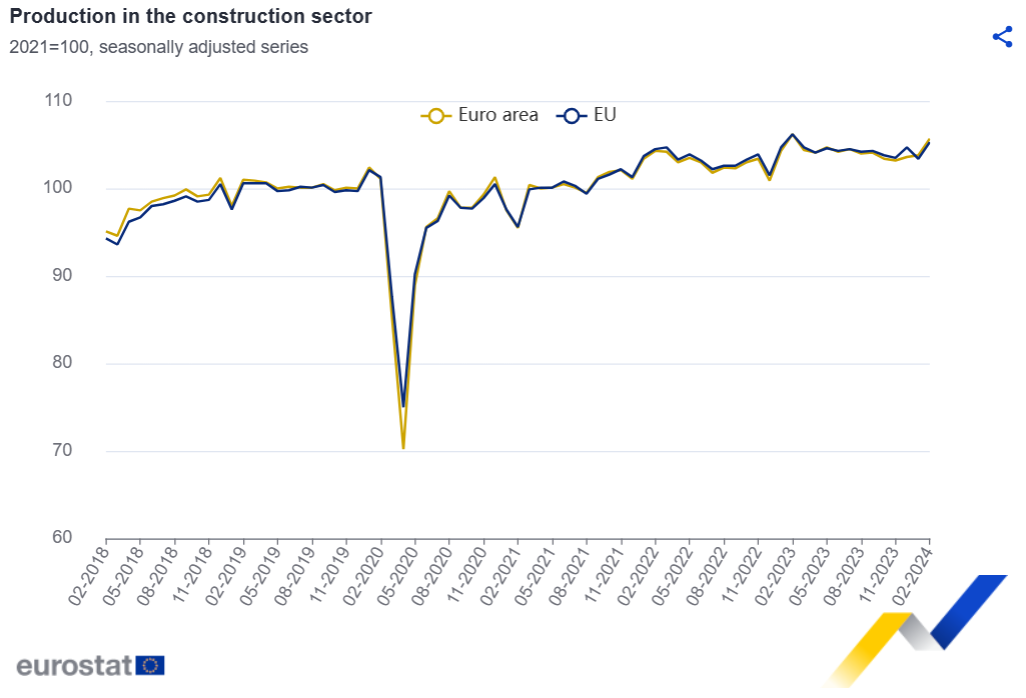 Production in the construction sector
2021=100, seasonally adjusted series
Euro area EU
110
100
90
80
70
60
02-2018 05-2018 08-2018 11-2018 02-2019 05-2019 08-2019 11-2019 02-2020 05-2020 08-2020 11-2020 02-2021 05-2021 08-2021 11-2021 02-2022 05-2022 08-2022 11-2022 02-2023 05-2023 08-2023 11-2023 02-2024
eurostat